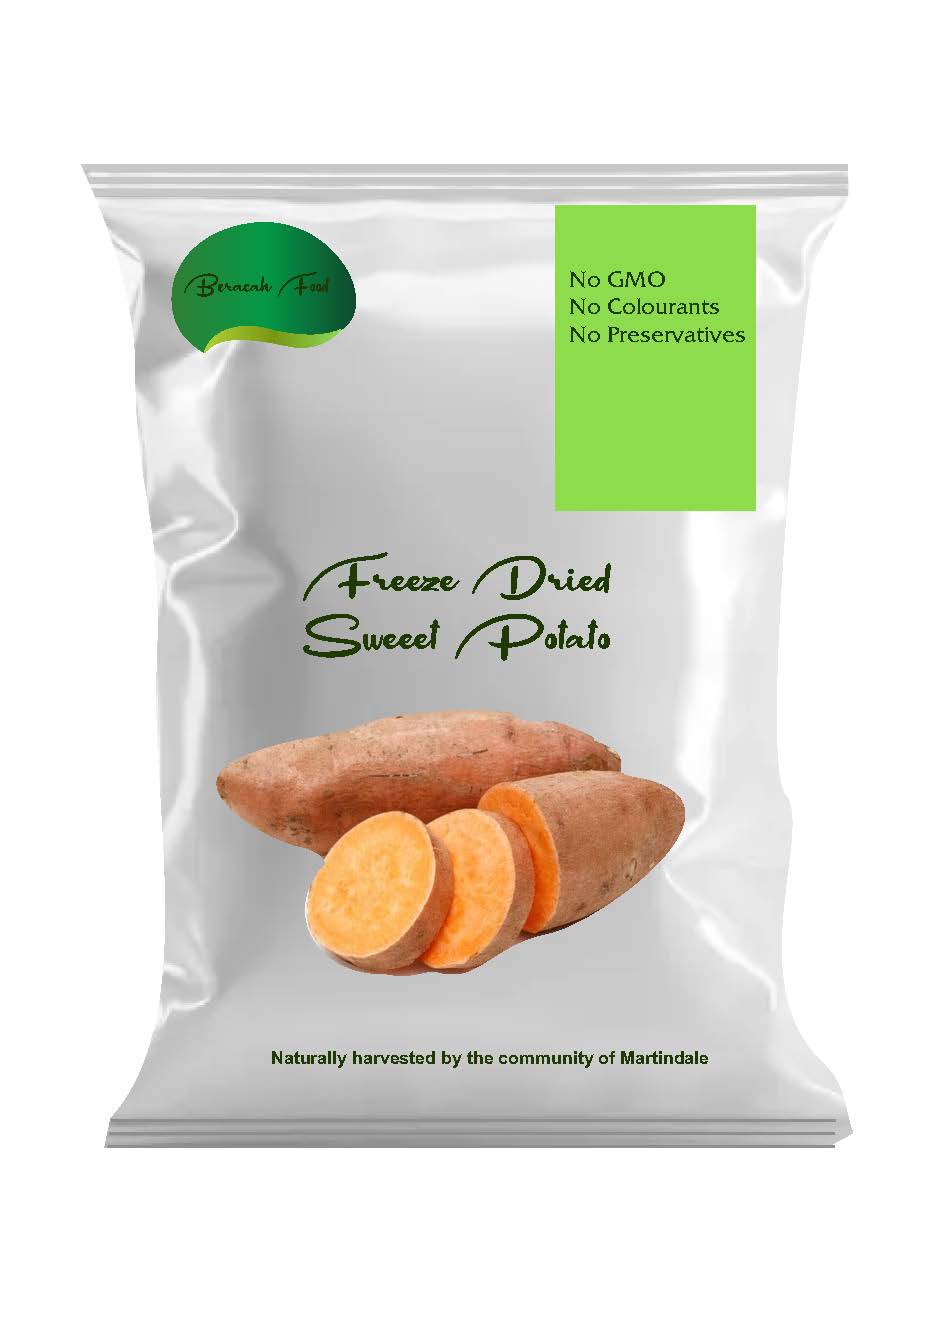 Beracah Food
No GMO
No Colourants
No Preservatives
Freeze Dried
Sweeet Potato
Naturally harvested by the community of Martindale